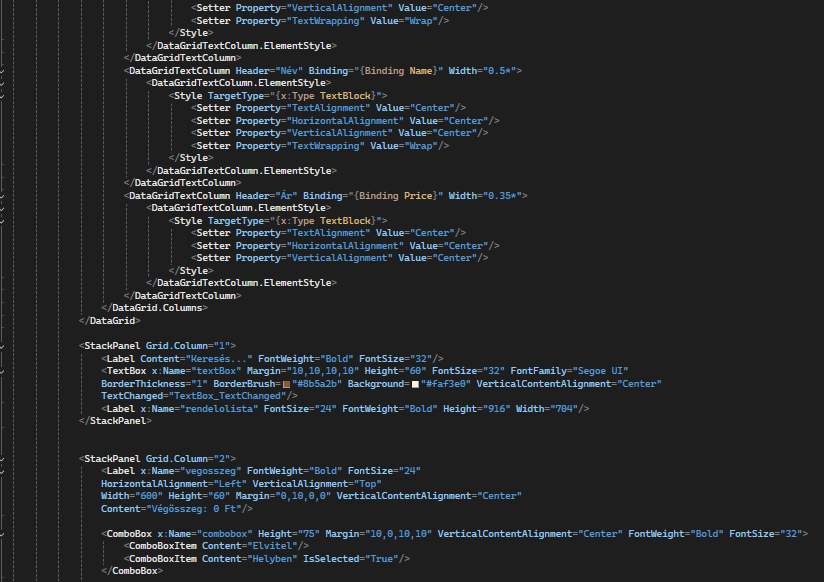 <Setter Property="VerticalAlignment" Value="Center"/>
<Setter Property="TextWrapping" Value="Wrap"/>
</Style>
</DataGridTextColumn.ElementStyle>
</DataGridTextColumn>
<DataGridTextColumn Header="Név" Binding="{Binding Name}" Width="0.5*">
<DataGridTextColumn.ElementStyle>
<Style TargetType="{x:Type TextBlock}">
<Setter Property="TextAlignment" Value="Center"/>
<Setter Property="HorizontalAlignment" Value="Center"/>
<Setter Property="VerticalAlignment" Value="Center"/>
<Setter Property="TextWrapping" Value="Wrap"/>
</Style>
</DataGridTextColumn.ElementStyle>
</DataGridTextColumn>
<DataGridTextColumn Header="Ár" Binding="{Binding Price}" Width="0.35*">
<DataGridTextColumn.ElementStyle>
<Style TargetType="{x:Type TextBlock}">
<Setter Property="TextAlignment" Value="Center"/>
<Setter Property="HorizontalAlignment" Value="Center"/>
<Setter Property="VerticalAlignment" Value="Center"/>
</Style>
</DataGridTextColumn.ElementStyle>
</DataGridTextColumn>
</DataGrid.Columns>
</DataGrid>
<StackPanel Grid.Column="1">
<Label Content="Keresés..." FontWeight="Bold" FontSize="32"/>
<TextBox x:Name="textBox" Margin="10,10,10,10" Height="60" FontSize="32" FontFamily="Segoe UI"
BorderThickness="1" BorderBrush="#8b5a2b" Background="#faf3e0" VerticalContentAlignment="Center"
TextChanged="TextBox_TextChanged"/>
<Label x:Name="rendelolista" FontSize="24" FontWeight="Bold" Height="916" Width="704"/>
</StackPanel>
<StackPanel Grid.Column="2">
<Label x:Name="vegosszeg" FontWeight="Bold" FontSize="24"
HorizontalAlignment="Left" VerticalAlignment="Top"
Width="600" Height="60" Margin="0,10,0,0" VerticalContentAlignment="Center"
Content="Végösszeg: 0 Ft"/>
<ComboBox x:Name="combobox" Height="75" Margin="10,0,10,10" VerticalContentAlignment="Center" FontWeight="Bold" FontSize="32">
<ComboBoxItem Content="Elvitel"/>
<ComboBoxItem Content="Helyben" IsSelected="True"/>
</ComboBox>